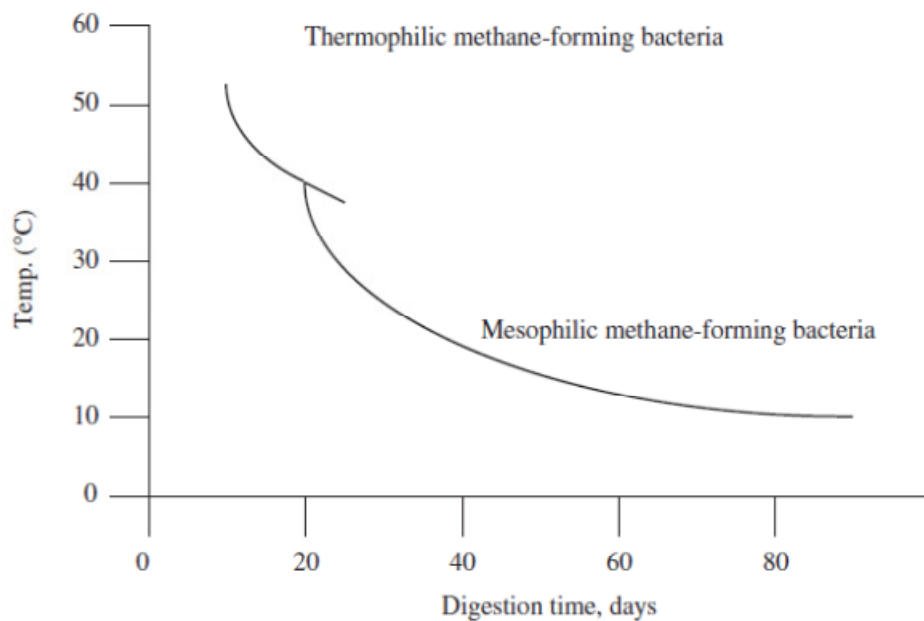 60
Thermophilic methane-forming bacteria
50
40
30
Temp. (°C)
20
Mesophilic methane-forming bacteria
10
0
0 20 40 60 80
Digestion time, days